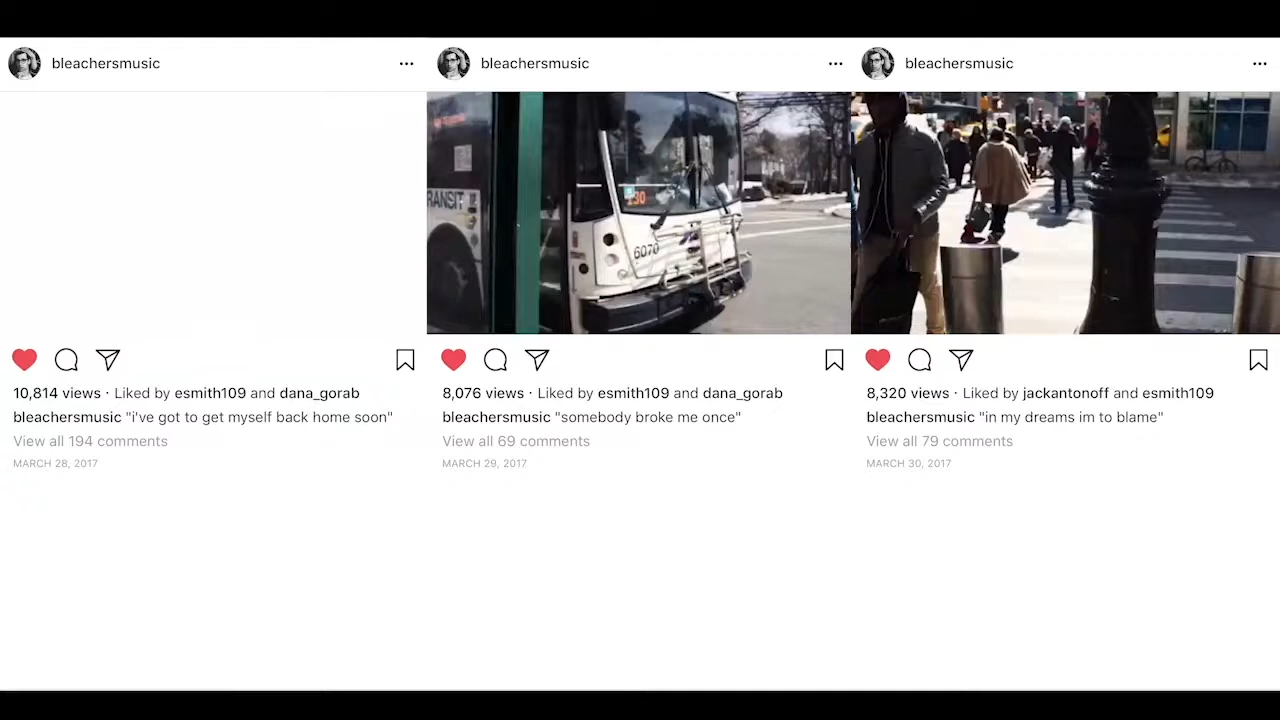 bleachersmusic
10,814 views · Liked by esmith109 and dana_gorab
bleachersmusic "i've got to get myself back home soon"
View all 194 comments
MARCH 28, 2017
bleachersmusic
RANSIT
30
6070
8,076 views · Liked by esmith109 and dana_gorab
bleachersmusic "somebody broke me once"
View all 69 comments
MARCH 29, 2017
bleachersmusic
8,320 views · Liked by jackantonoff and esmith109
bleachersmusic "in my dreams im to blame"
View all 79 comments
MARCH 30, 2017